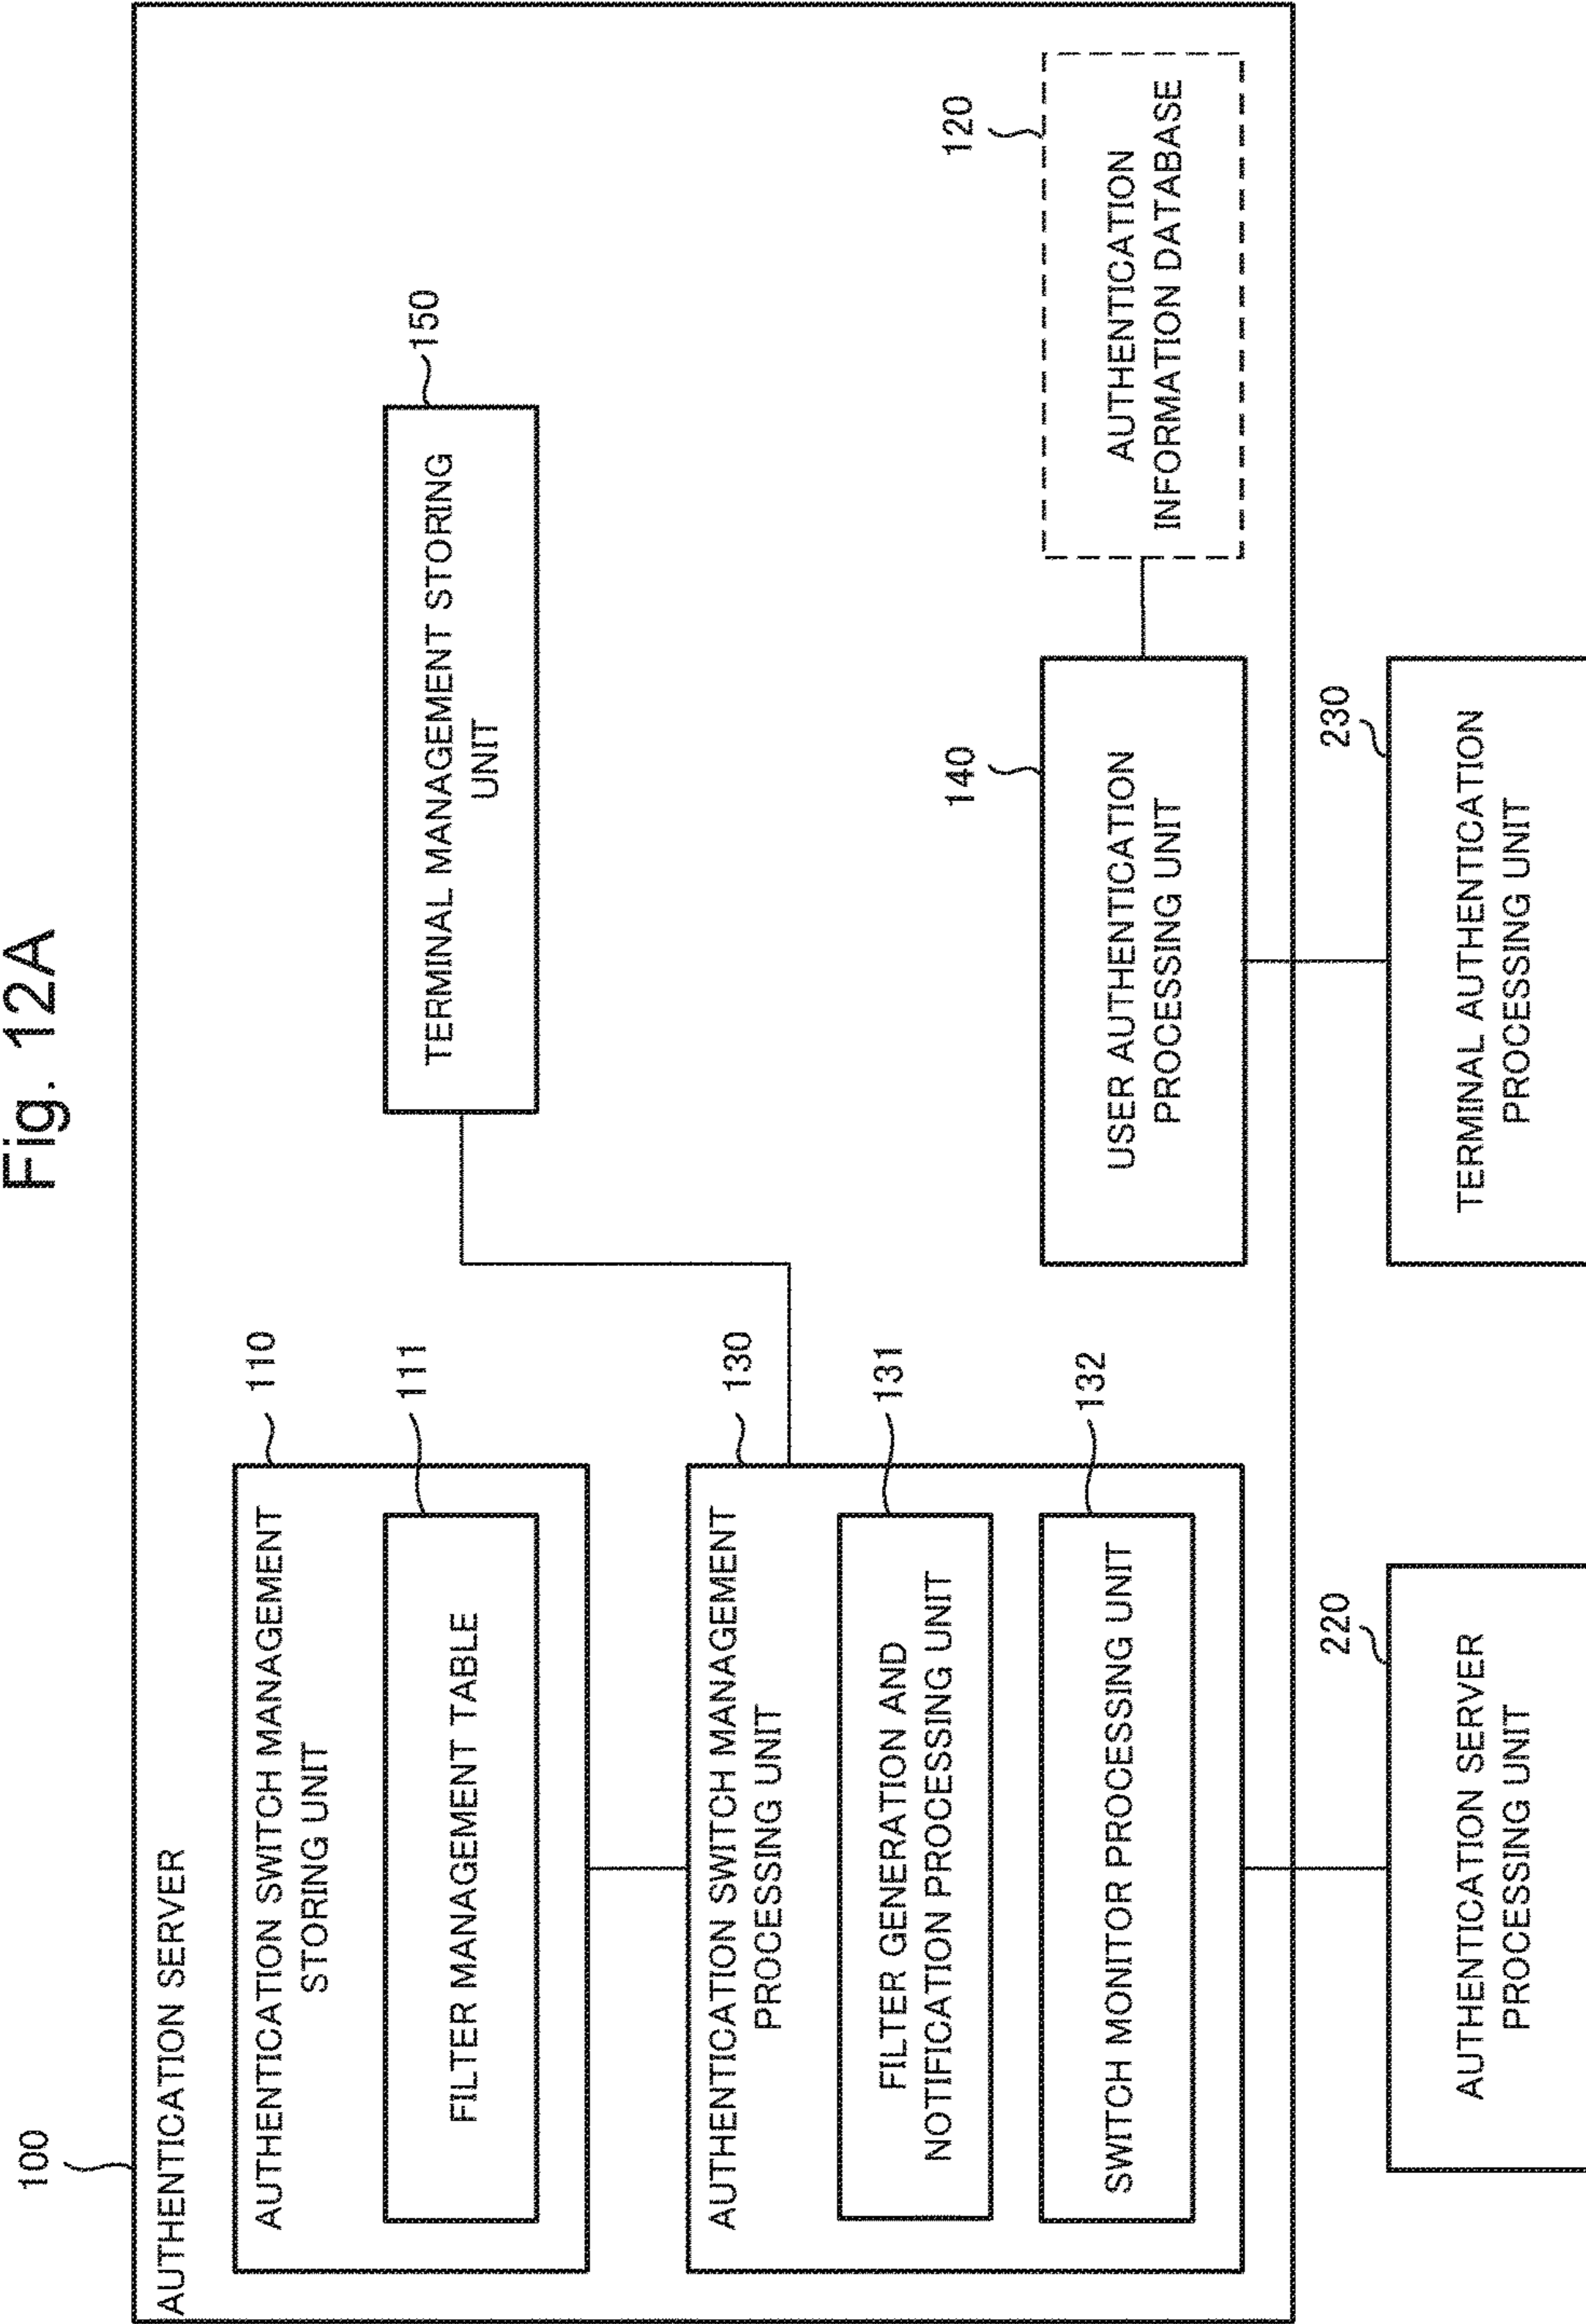 Fig. 12A
100
AUTHENTICATION SERVER
110
AUTHENTICATION SWITCH MANAGEMENT
STORING UNIT
111
FILTER MANAGEMENT TABLE
150
TERMINAL MANAGEMENT STORING
UNIT
130
AUTHENTICATION SWITCH MANAGEMENT
PROCESSING UNIT
131
FILTER GENERATION AND
NOTIFICATION PROCESSING UNIT
132
SWITCH MONITOR PROCESSING UNIT
140
USER AUTHENTICATION
PROCESSING UNIT
120
AUTHENTICATION
INFORMATION DATABASE
220
AUTHENTICATION SERVER
PROCESSING UNIT
230
TERMINAL AUTHENTICATION
PROCESSING UNIT